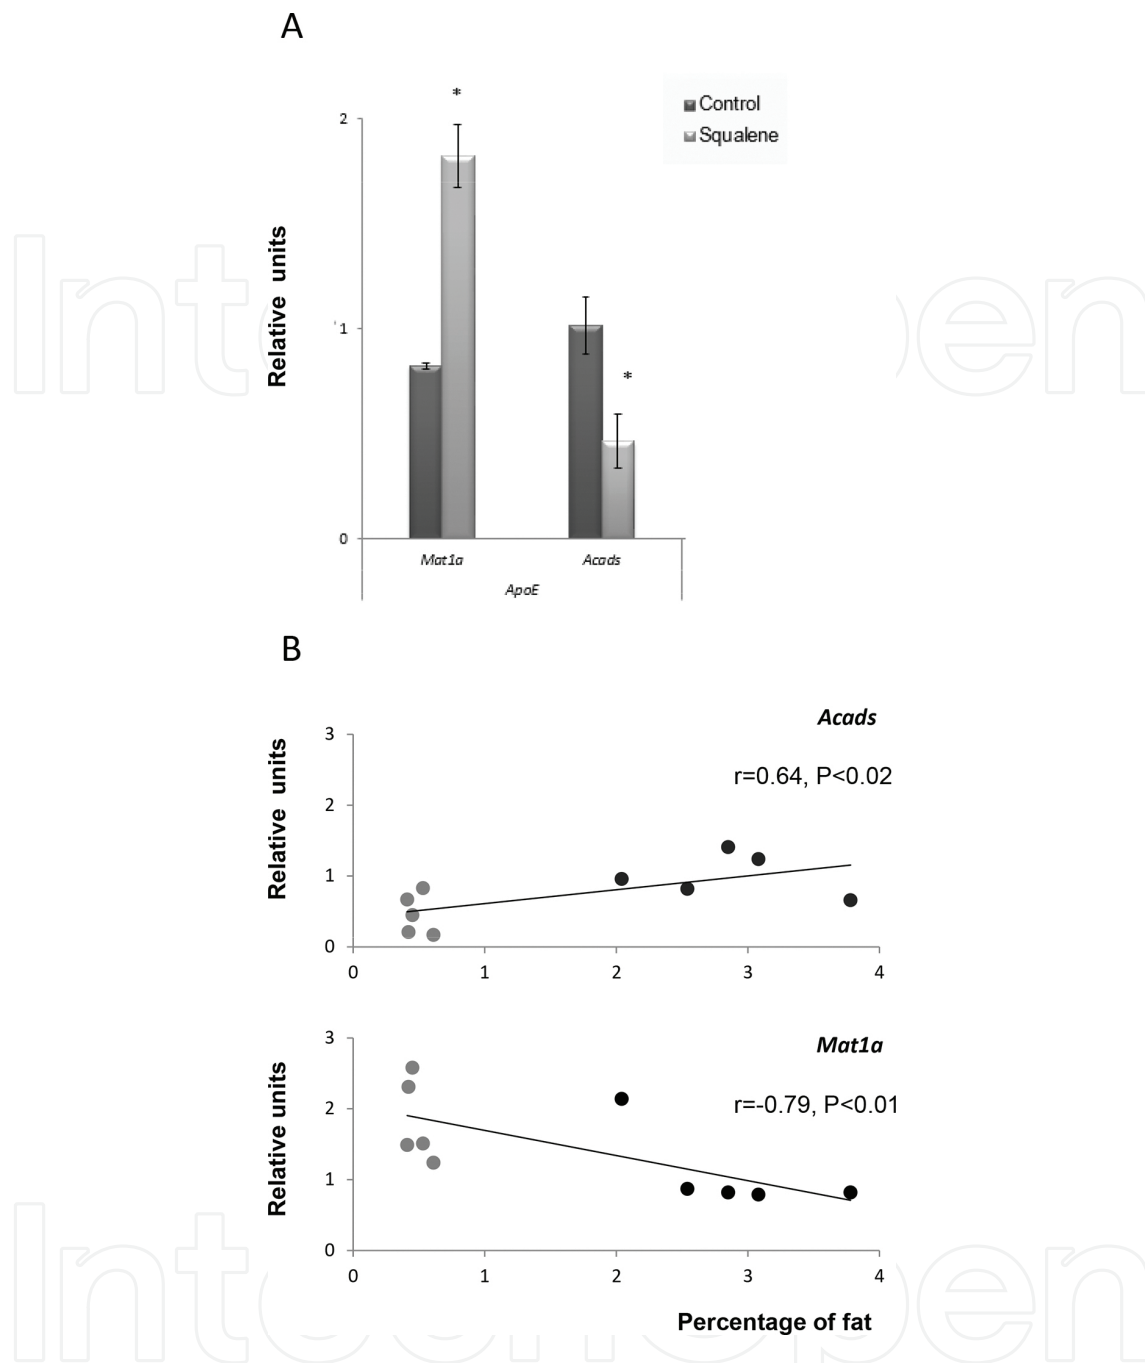 A
*
Control
Squalene
2
Relative units
1
*
0
Mat1a Acads
ApoE
B
Acads
r=0.64, P<0.02
Relative units
3
2
1
0
0 1 2 3 4
Mat1a
r=-0.79, P<0.01
Relative units
3
2
1
0
0 1 2 3 4
Percentage of fat